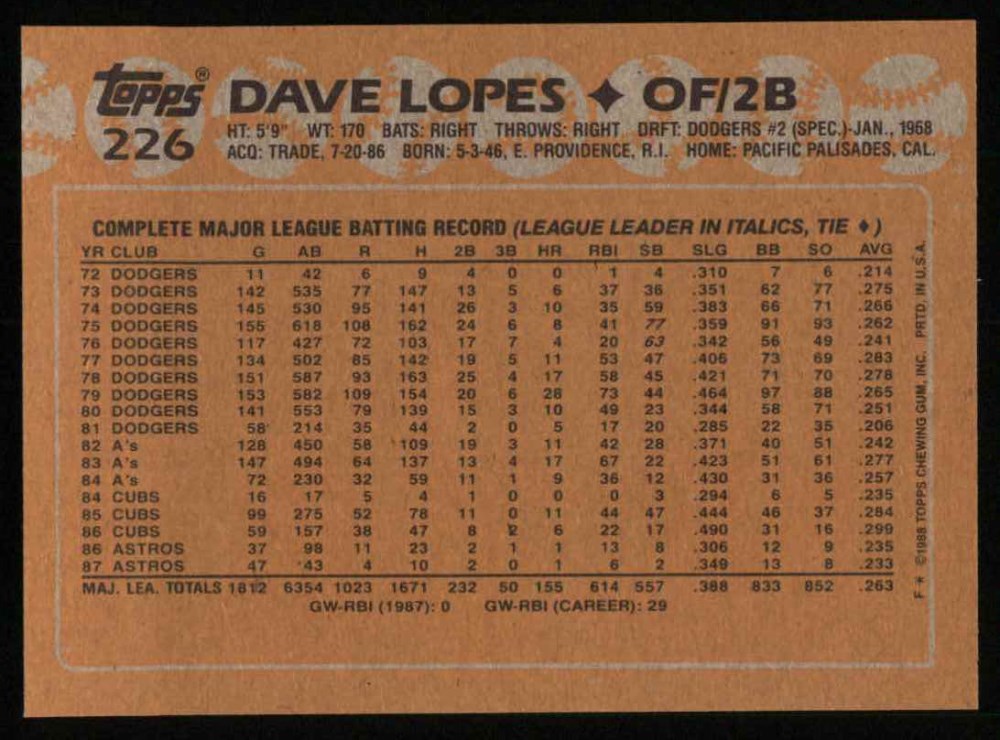 Topps® DAVE LOPES ✦ OF/2B
226
HT: 5'9" WT: 170 BATS: RIGHT THROWS: RIGHT DRFT: DODGERS #2 (SPEC.)-JAN., 1968
ACQ: TRADE, 7-20-86 BORN: 5-3-46, E. PROVIDENCE, R.I. HOME: PACIFIC PALISADES, CAL.
COMPLETE MAJOR LEAGUE BATTING RECORD (LEAGUE LEADER IN ITALICS, TIE ♦)
YR CLUB G AB R H 2B 3B HR RBI SB SLG BB SO AVG
72 DODGERS 11 42 6 9 4 0 0 1 4 .310 7 6 .214
73 DODGERS 142 535 77 147 13 5 6 37 36 .351 62 77 .275
74 DODGERS 145 530 95 141 26 3 10 35 59 .383 66 71 .266
75 DODGERS 155 618 108 162 24 6 8 41 77 .359 91 93 .262
76 DODGERS 117 427 72 103 17 7 4 20 63 .342 56 49 .241
77 DODGERS 134 502 85 142 19 5 11 53 47 .406 73 69 .283
78 DODGERS 151 587 93 163 25 4 17 58 45 .421 71 70 .278
79 DODGERS 153 582 109 154 20 6 28 73 44 .464 97 88 .265
80 DODGERS 141 553 79 139 15 3 10 49 23 .344 58 71 .251
81 DODGERS 58 214 35 44 2 0 5 17 20 .285 22 35 .206
82 A's 128 450 58 109 19 3 11 42 28 .371 40 51 .242
83 A's 147 494 64 137 13 4 17 67 22 .423 51 61 .277
84 A's 72 230 32 59 11 1 9 36 12 .430 31 36 .257
84 CUBS 16 17 5 4 1 0 0 0 3 .294 6 5 .235
85 CUBS 99 275 52 78 11 0 11 44 47 .444 46 37 .284
86 CUBS 59 157 38 47 8 2 6 22 17 .490 31 16 .299
86 ASTROS 37 98 11 23 2 1 1 13 8 .306 12 9 .235
87 ASTROS 47 43 4 10 2 0 1 6 2 .349 13 8 .233
MAJ. LEA. TOTALS 1812 6354 1023 1671 232 50 155 614 557 .388 833 852 .263
GW-RBI (1987): 0 GW-RBI (CAREER): 29
F★ ©1988 TOPPS CHEWING GUM, INC. PRTD. IN U.S.A.